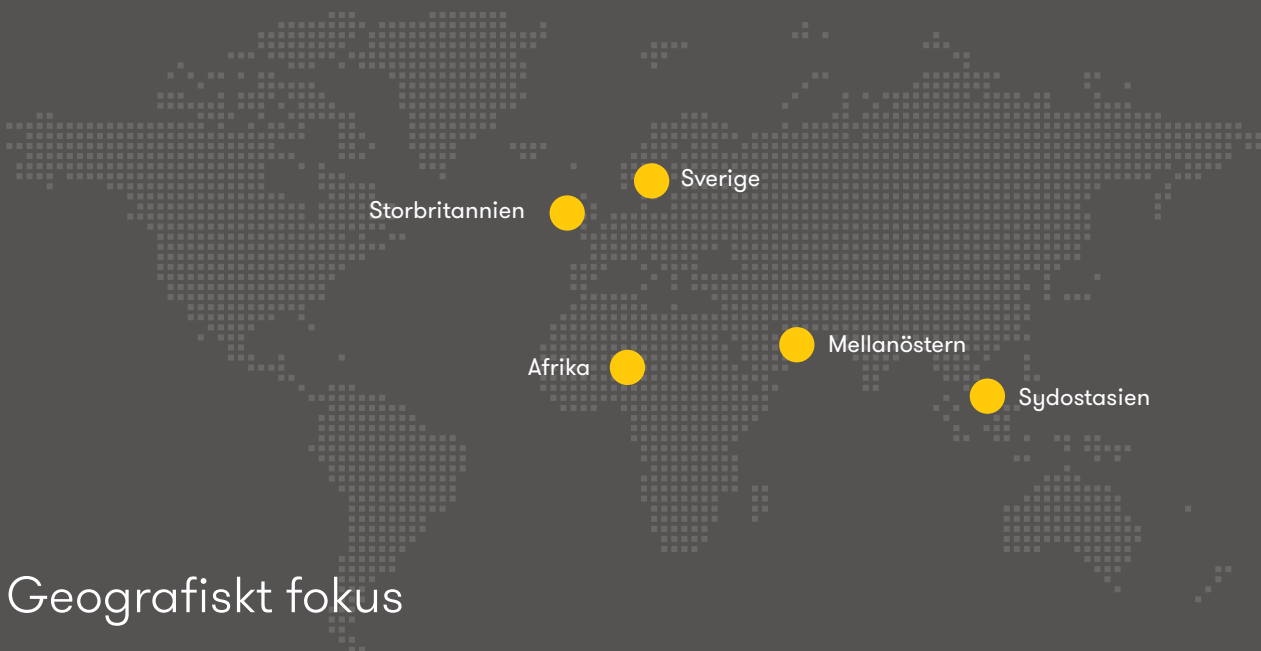 Sverige
Storbritannien
Mellanöstern
Afrika
Sydostasien
Geografiskt fokus